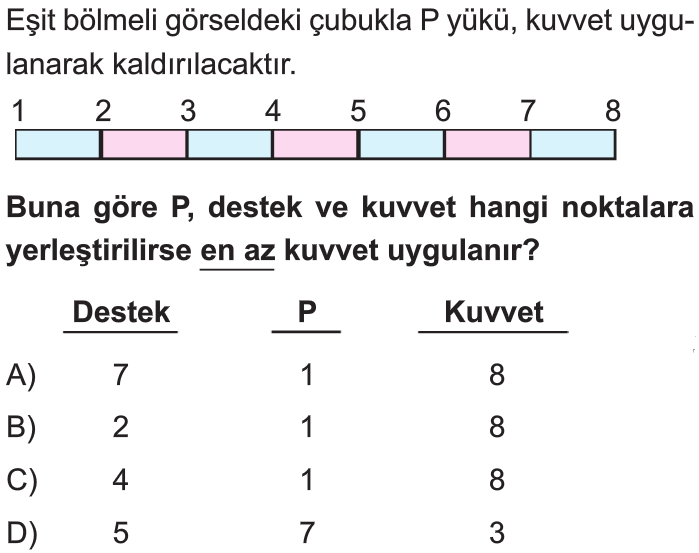 Eşit bölmeli görseldeki çubukla P yükü, kuvvet uygu-
lanarak kaldırılacaktır.
1 2 3 4 5 6 7 8
Buna göre P, destek ve kuvvet hangi noktalara
yerleştirilirse en az kuvvet uygulanır?
Destek P Kuvvet
A) 7 1 8
B) 2 1 8
C) 4 1 8
D) 5 7 3